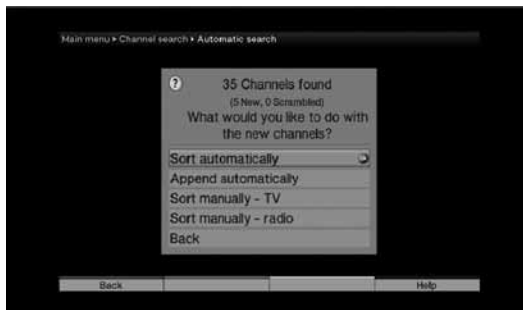 Main menu ▸ Channel search ▸ Automatic search
?
35 Channels found
(5 New, 0 Scrambled)
What would you like to do with
the new channels?
Sort automatically
Append automatically
Sort manually - TV
Sort manually - radio
Back
Back Help